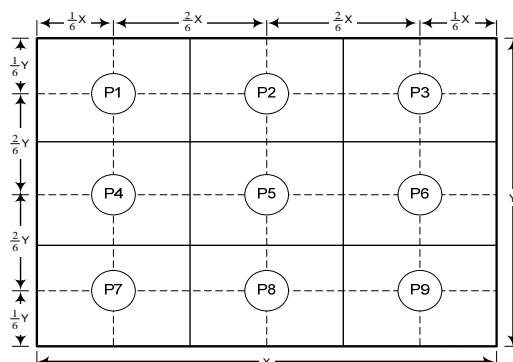 1/6 X 2/6 X 2/6 X 1/6 X
1/6 Y
P1 P2 P3
2/6 Y
P4 P5 P6 Y
2/6 Y
P7 P8 P9
1/6 Y
X